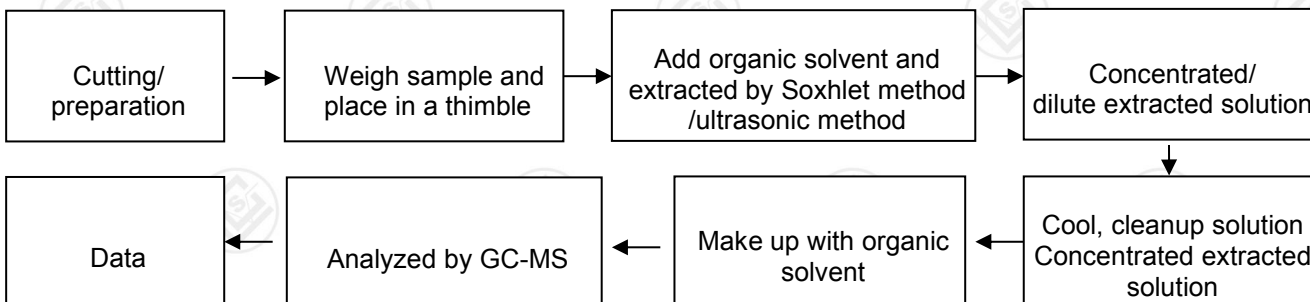 Cutting/
preparation
Weigh sample and
place in a thimble
Add organic solvent and
extracted by Soxhlet method
/ultrasonic method
Concentrated/
dilute extracted solution
Cool, cleanup solution
Concentrated extracted
solution
Make up with organic
solvent
Analyzed by GC-MS
Data